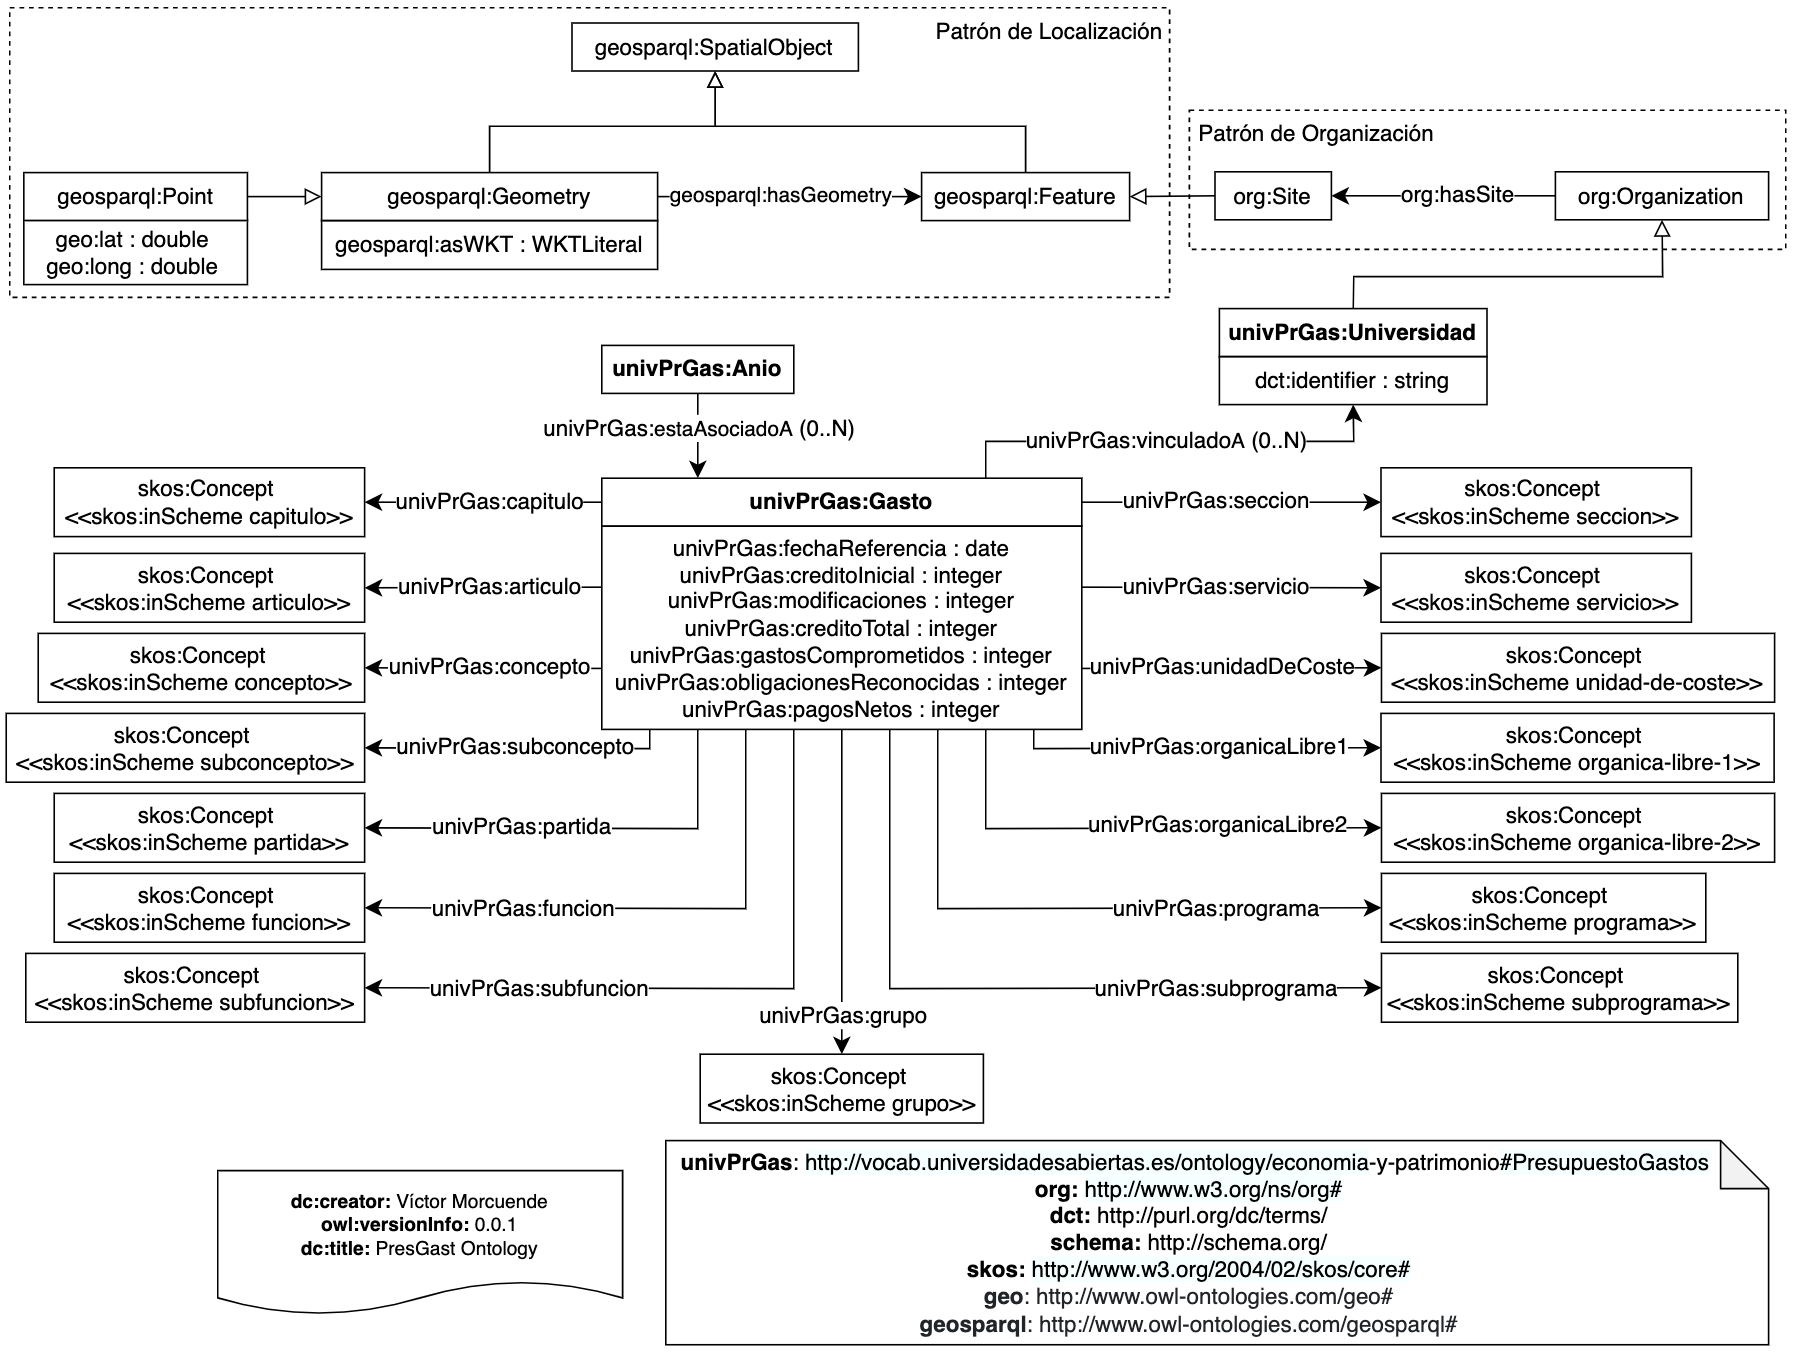 Patrón de Localización
geosparql:SpatialObject
Patrón de Organización
geosparql:Point
geo:lat : double
geo:long : double
geosparql:Geometry
geosparql:asWKT : WKTLiteral
geosparql:hasGeometry
geosparql:Feature
org:Site
org:hasSite
org:Organization
univPrGas:Universidad
dct:identifier : string
univPrGas:Anio
univPrGas:estaAsociadoA (0..N)
univPrGas:vinculadoA (0..N)
univPrGas:Gasto
univPrGas:fechaReferencia : date
univPrGas:creditoInicial : integer
univPrGas:modificaciones : integer
univPrGas:creditoTotal : integer
univPrGas:gastosComprometidos : integer
univPrGas:obligacionesReconocidas : integer
univPrGas:pagosNetos : integer
skos:Concept
<<skos:inScheme capitulo>>
univPrGas:capitulo
skos:Concept
<<skos:inScheme articulo>>
univPrGas:articulo
skos:Concept
<<skos:inScheme concepto>>
univPrGas:concepto
skos:Concept
<<skos:inScheme subconcepto>>
univPrGas:subconcepto
skos:Concept
<<skos:inScheme partida>>
univPrGas:partida
skos:Concept
<<skos:inScheme funcion>>
univPrGas:funcion
skos:Concept
<<skos:inScheme subfuncion>>
univPrGas:subfuncion
univPrGas:seccion
skos:Concept
<<skos:inScheme seccion>>
univPrGas:servicio
skos:Concept
<<skos:inScheme servicio>>
univPrGas:unidadDeCoste
skos:Concept
<<skos:inScheme unidad-de-coste>>
univPrGas:organicaLibre1
skos:Concept
<<skos:inScheme organica-libre-1>>
univPrGas:organicaLibre2
skos:Concept
<<skos:inScheme organica-libre-2>>
univPrGas:programa
skos:Concept
<<skos:inScheme programa>>
univPrGas:subprograma
skos:Concept
<<skos:inScheme subprograma>>
univPrGas:grupo
skos:Concept
<<skos:inScheme grupo>>
dc:creator: Víctor Morcuende
owl:versionInfo: 0.0.1
dc:title: PresGast Ontology
univPrGas: http://vocab.universidadesabiertas.es/ontology/economia-y-patrimonio#PresupuestoGastos
org: http://www.w3.org/ns/org#
dct: http://purl.org/dc/terms/
schema: http://schema.org/
skos: http://www.w3.org/2004/02/skos/core#
geo: http://www.owl-ontologies.com/geo#
geosparql: http://www.owl-ontologies.com/geosparql#